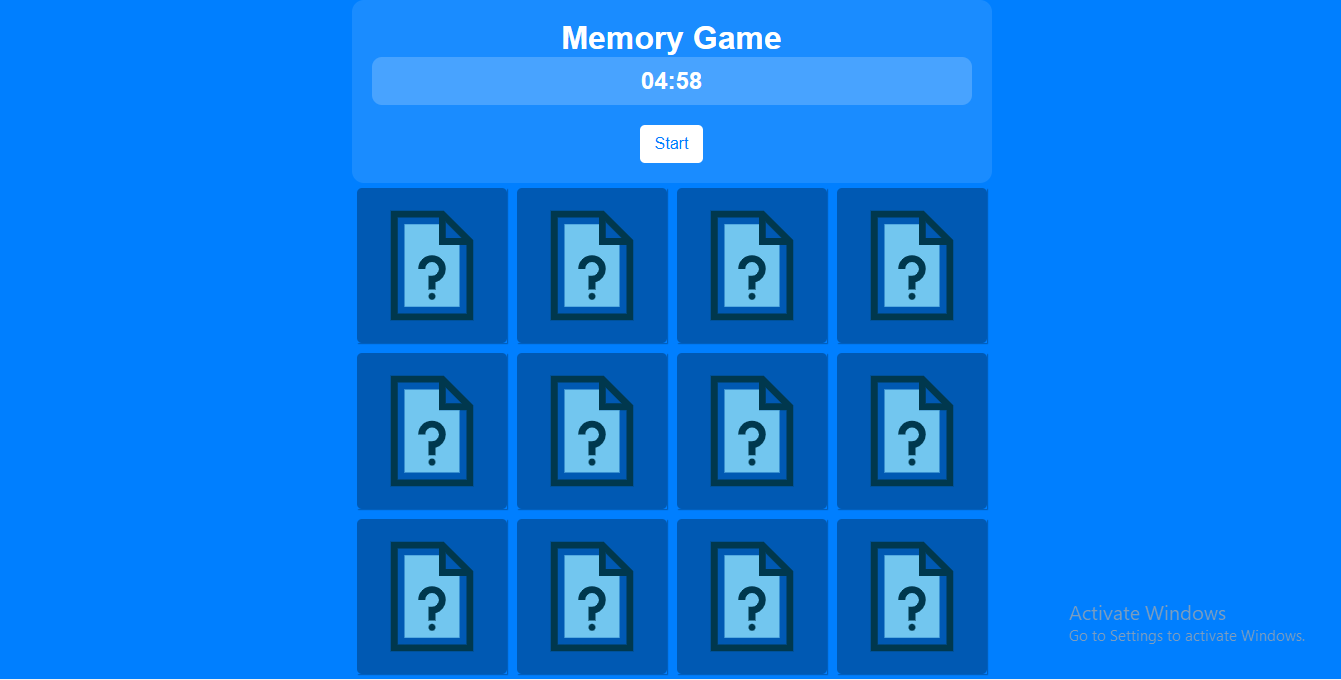 Memory Game
04:58
Start
? ? ? ?
? ? ? ?
? ? ? ?
Activate Windows
Go to Settings to activate Windows.